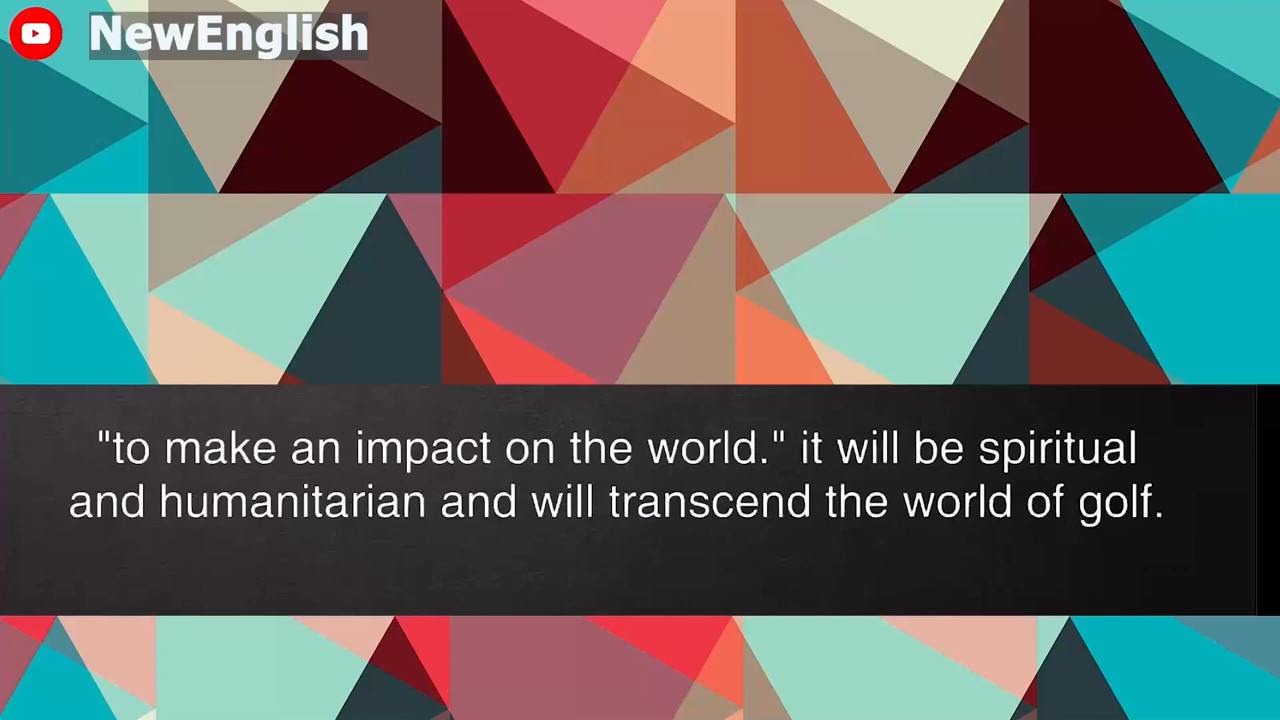 NewEnglish
"to make an impact on the world." it will be spiritual
and humanitarian and will transcend the world of golf.